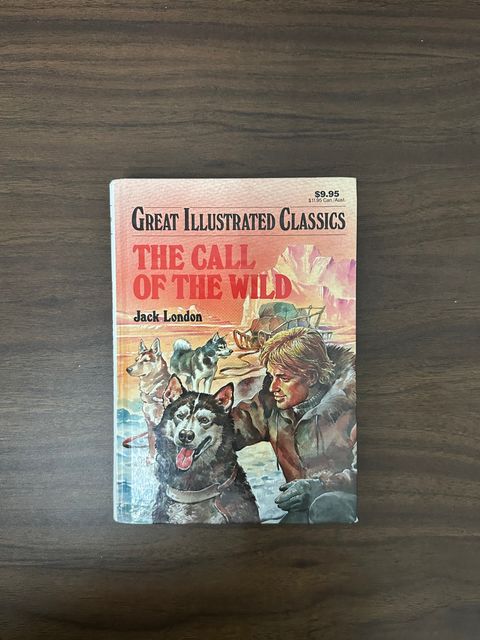 $9.95
$11.95 Can./Aust.
GREAT ILLUSTRATED CLASSICS
THE CALL
OF THE WILD
Jack London